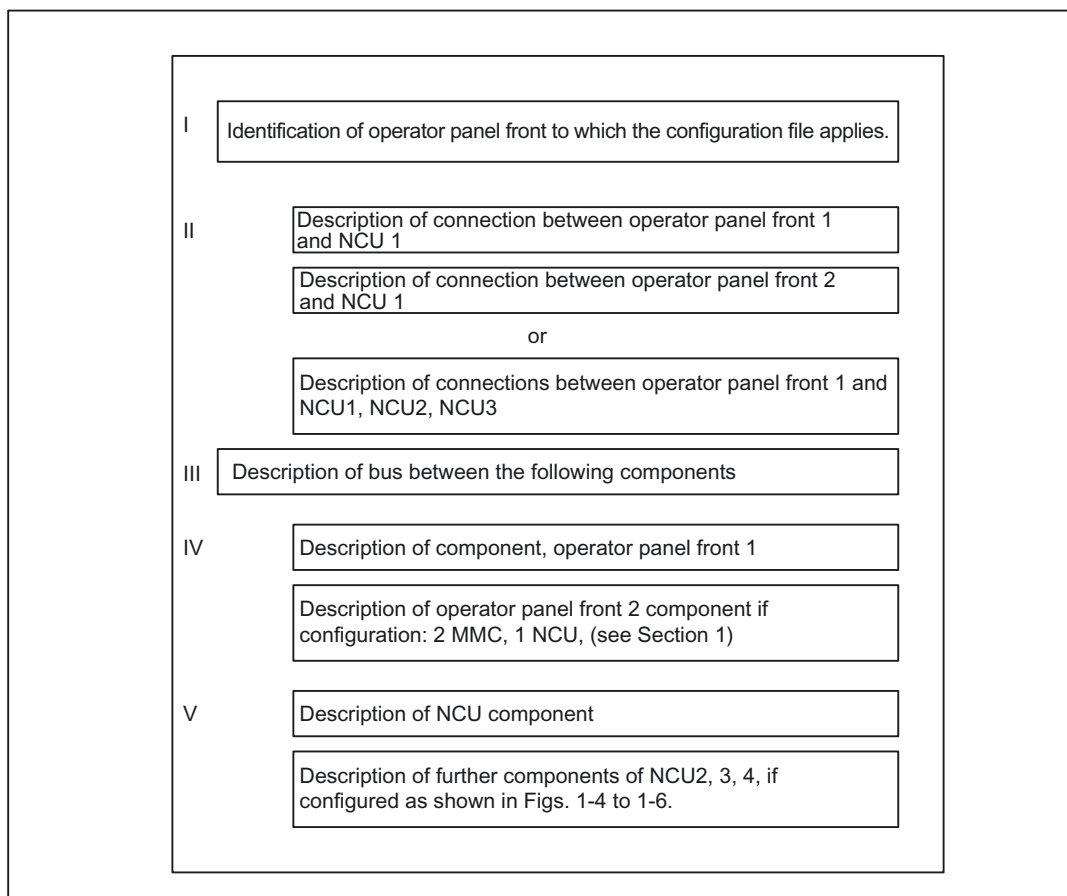 I
Identification of operator panel front to which the configuration file applies.
II
Description of connection between operator panel front 1
and NCU 1
Description of connection between operator panel front 2
and NCU 1
or
Description of connections between operator panel front 1 and
NCU1, NCU2, NCU3
III
Description of bus between the following components
IV
Description of component, operator panel front 1
Description of operator panel front 2 component if
configuration: 2 MMC, 1 NCU, (see Section 1)
V
Description of NCU component
Description of further components of NCU2, 3, 4, if
configured as shown in Figs. 1-4 to 1-6.